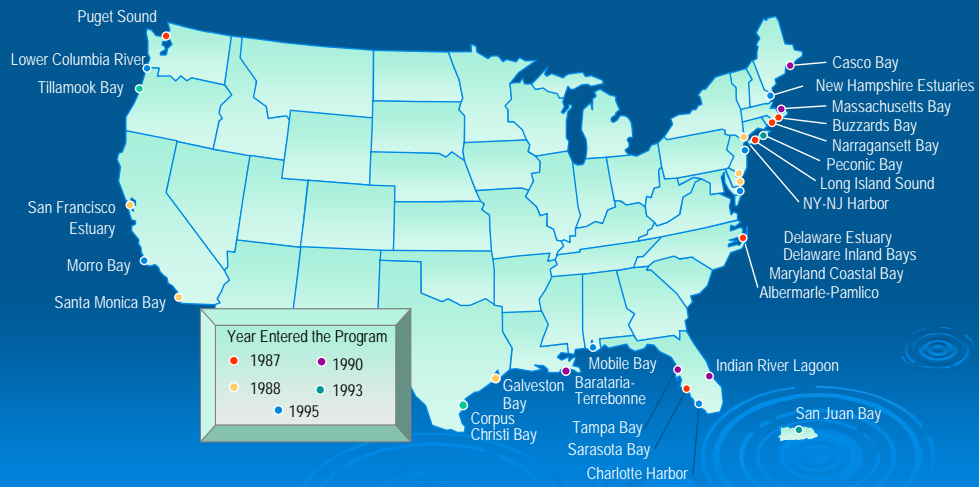 Puget Sound
Lower Columbia River
Tillamook Bay
San Francisco
Estuary
Morro Bay
Santa Monica Bay
Casco Bay
New Hampshire Estuaries
Massachusetts Bay
Buzzards Bay
Narragansett Bay
Peconic Bay
Long Island Sound
NY-NJ Harbor
Delaware Estuary
Delaware Inland Bays
Maryland Coastal Bay
Albermarle-Pamlico
Year Entered the Program
1987
1990
1988
1993
1995
Galveston
Bay
Corpus
Christi Bay
Mobile Bay
Barataria-
Terrebonne
Indian River Lagoon
Tampa Bay
Sarasota Bay
Charlotte Harbor
San Juan Bay